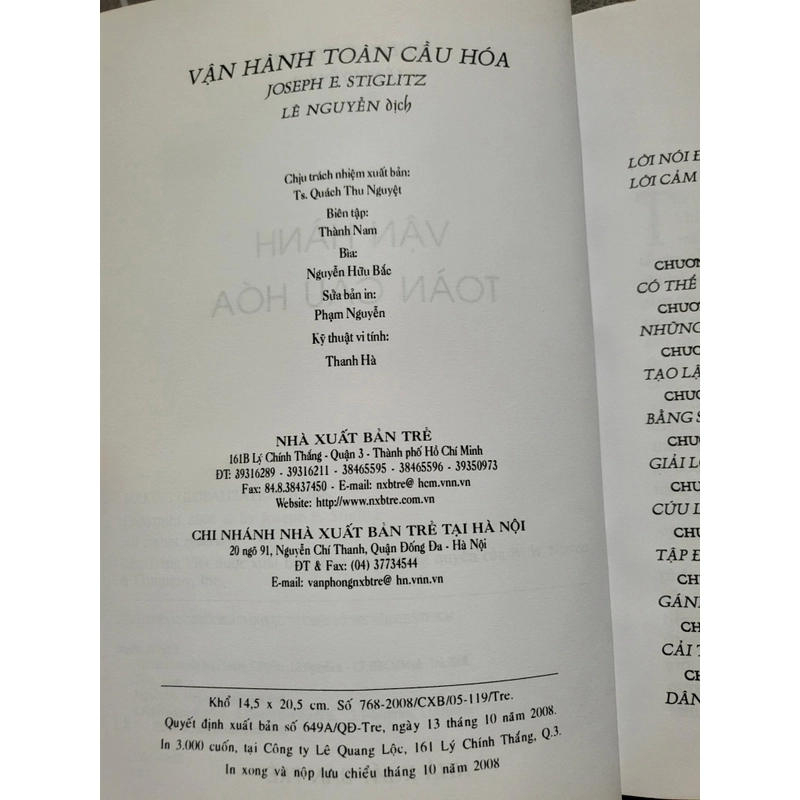 VẬN HÀNH TOÀN CẦU HÓA
JOSEPH E. STIGLITZ
LÊ NGUYỄN dịch
Chịu trách nhiệm xuất bản:
Ts. Quách Thu Nguyệt
Biên tập:
Thành Nam
Bìa:
Nguyễn Hữu Bắc
Sửa bản in:
Phạm Nguyễn
Kỹ thuật vi tính:
Thanh Hà
NHÀ XUẤT BẢN TRẺ
161B Lý Chính Thắng - Quận 3 - Thành phố Hồ Chí Minh
ĐT: 39316289 - 39316211 - 38465595 - 38465596 - 39350973
Fax: 84.8.38437450 - E-mail: nxbtre@ hcm.vnn.vn
Website: http://www.nxbtre.com.vn
CHI NHÁNH NHÀ XUẤT BẢN TRẺ TẠI HÀ NỘI
20 ngõ 91, Nguyễn Chí Thanh, Quận Đống Đa - Hà Nội
ĐT & Fax: (04) 37734544
E-mail: vanphongnxbtre@ hn.vnn.vn
Khổ 14,5 x 20,5 cm. Số 768-2008/CXB/05-119/Tre.
Quyết định xuất bản số 649A/QĐ-Tre, ngày 13 tháng 10 năm 2008.
In 3.000 cuốn, tại Công ty Lê Quang Lộc, 161 Lý Chính Thắng, Q.3.
In xong và nộp lưu chiểu tháng 10 năm 2008
LỜI NÓI
LỜI CẢM
CHƯƠN
CÓ THỂ
CHƯƠN
NHỮNG
CHƯƠ
TẠO LẬ
CHƯƠ
BẰNG S
CHƯƠ
GIẢI L
CHƯ
CỨU L
CHƯ
TẬP Đ
CHƯ
GÁN
CH
CẢI T
CH
DÂN